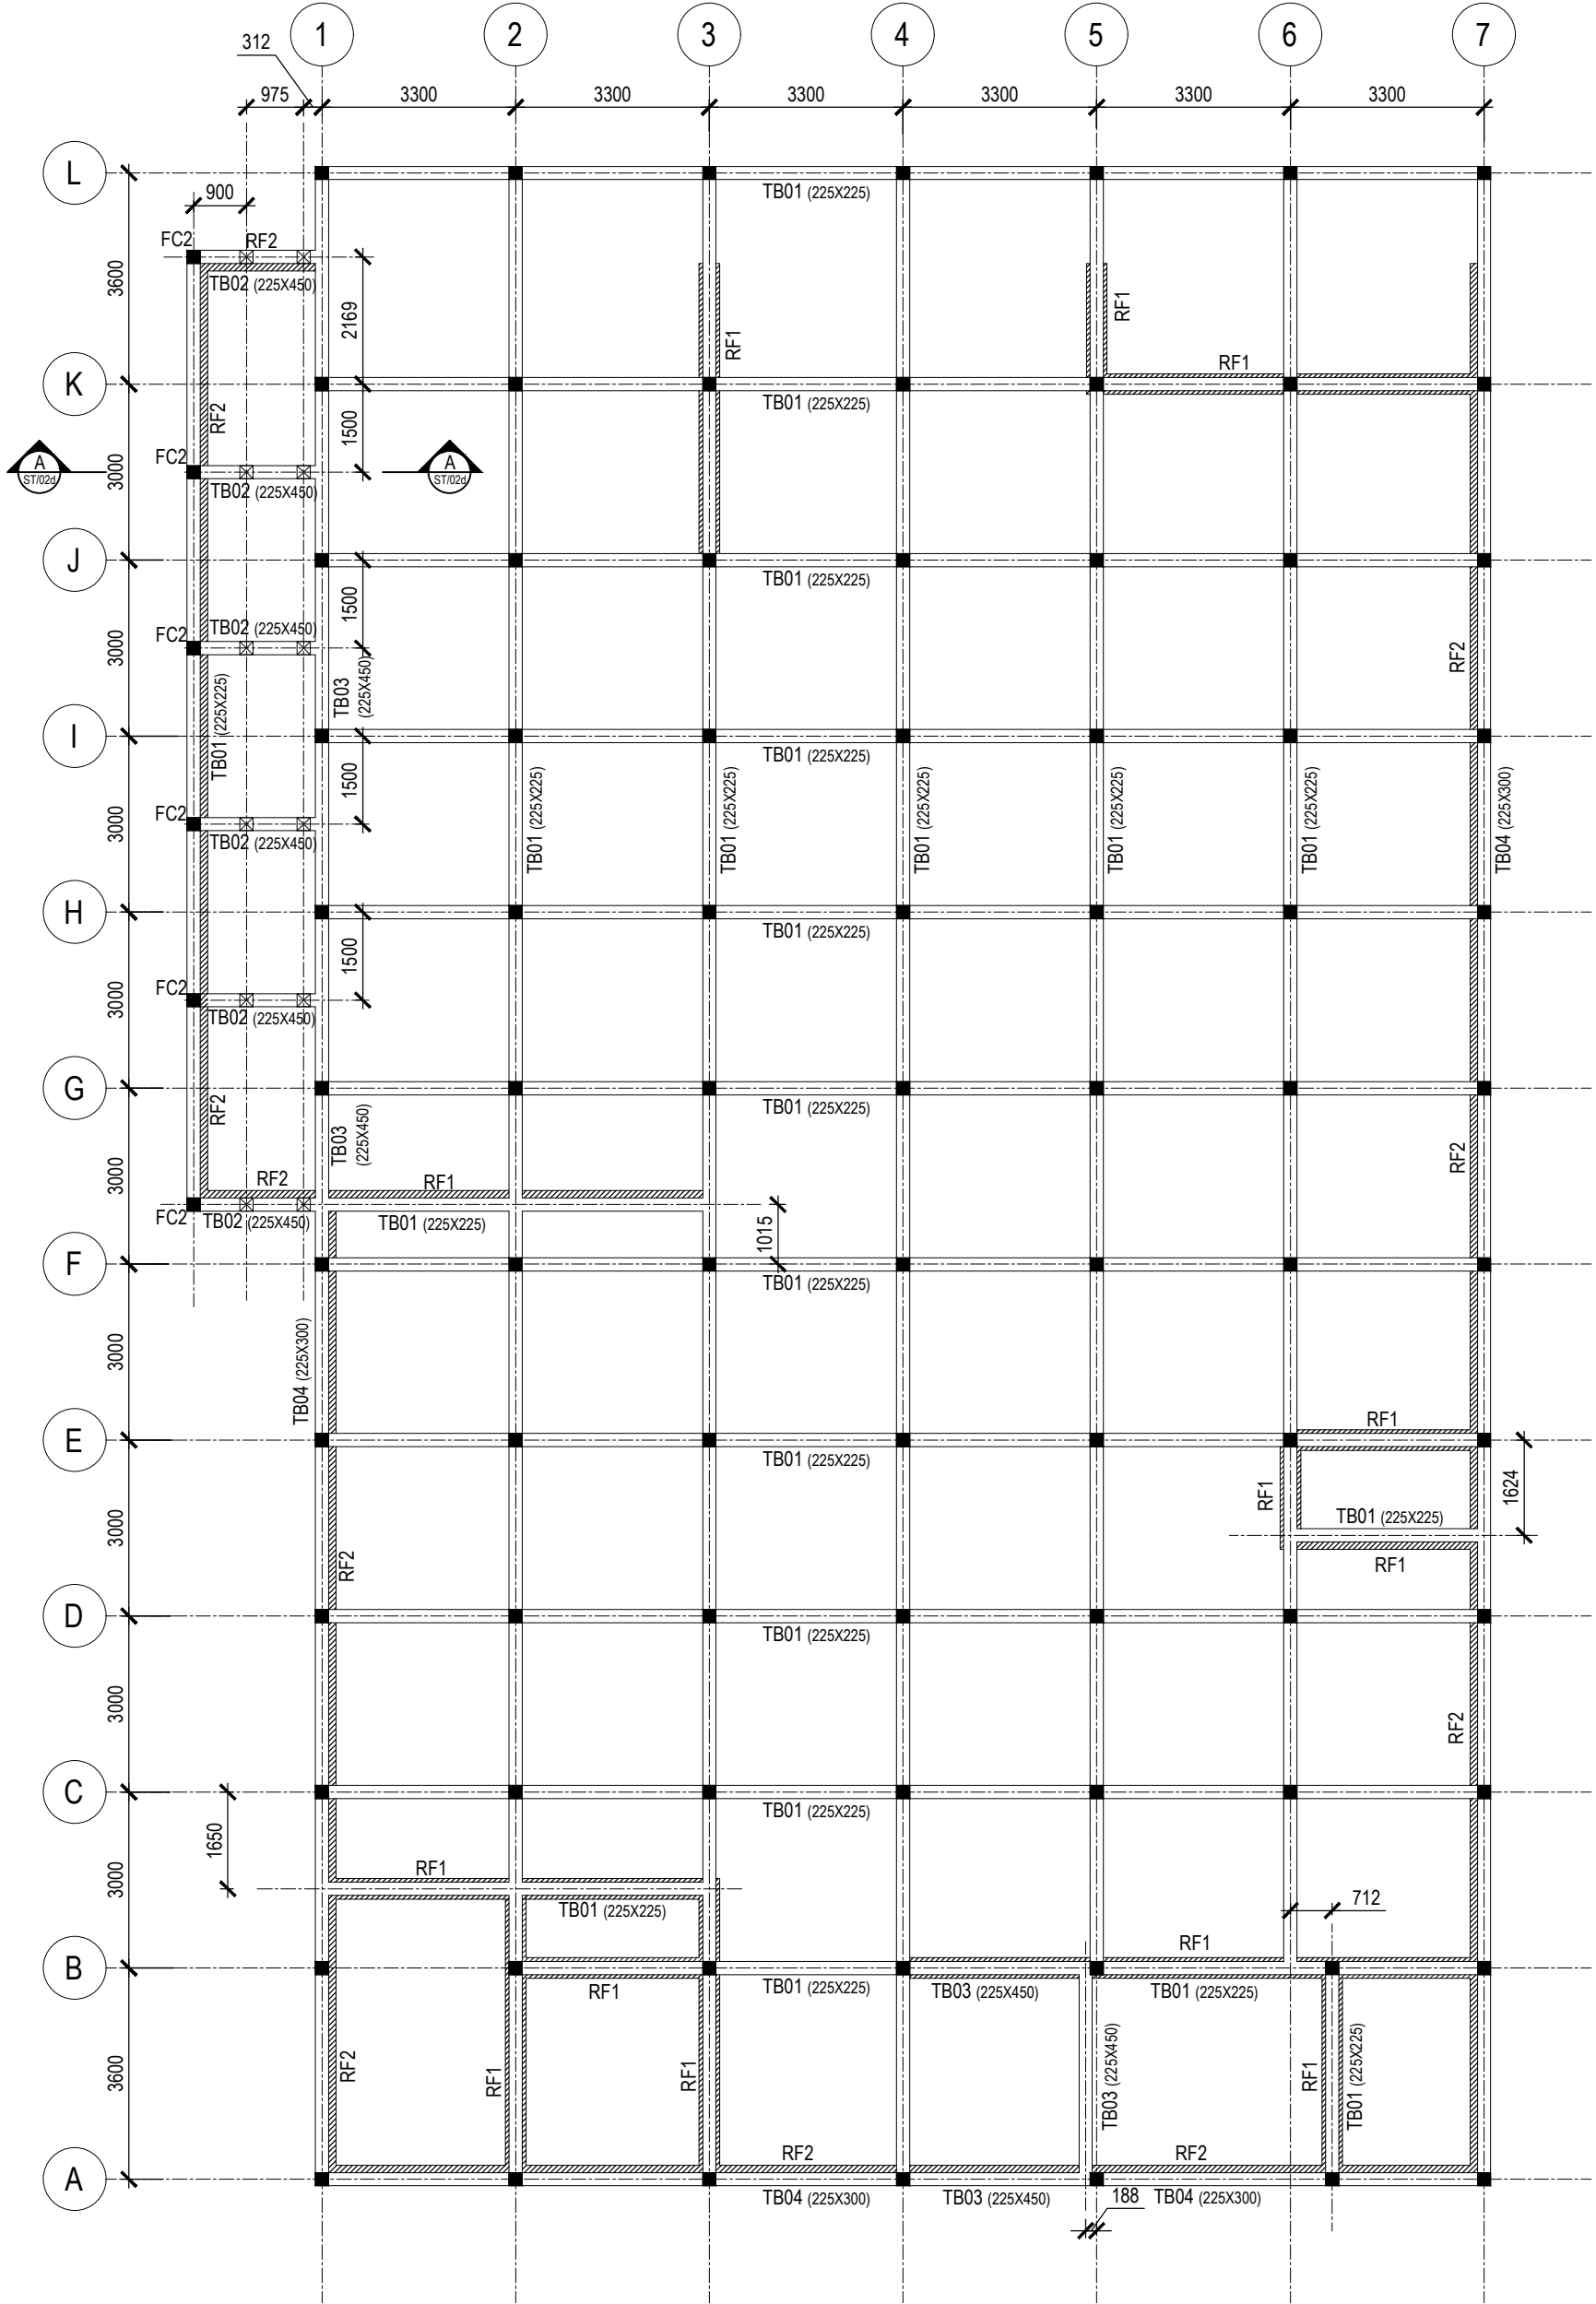 1 2 3 4 5 6 7
312
975 3300 3300 3300 3300 3300 3300
L
TB01 (225X225)
900
FC2 RF2
TB02 (225X450)
3600
2169
RF1
RF1
RF1
K
TB01 (225X225)
RF2
1500
FC2
A
ST/02d
A
ST/02d
3000
TB02 (225X450)
J
TB01 (225X225)
1500
TB02 (225X450)
FC2
3000
RF2
TB03
(225X450)
TB01 (225X225)
I
TB01 (225X225)
1500
TB01 (225X225)
TB01 (225X225)
TB01 (225X225)
TB01 (225X225)
TB01 (225X225)
TB04 (225X300)
FC2
3000
TB02 (225X450)
H
TB01 (225X225)
1500
FC2
3000
TB02 (225X450)
G
TB01 (225X225)
RF2
TB03
(225X450)
3000
RF2
RF2
RF1
FC2
TB02 (225X450)
TB01 (225X225)
1015
F
TB01 (225X225)
3000
TB04 (225X300)
RF1
E
TB01 (225X225)
RF1
1624
3000
TB01 (225X225)
RF2
RF1
D
TB01 (225X225)
3000
RF2
C
TB01 (225X225)
1650
3000
RF1
TB01 (225X225)
712
RF1
B
RF1
TB01 (225X225)
TB03 (225X450)
TB01 (225X225)
3600
RF2
RF1
RF1
TB03 (225X450)
RF1
TB01 (225X225)
RF2
RF2
A
TB04 (225X300)
TB03 (225X450)
188
TB04 (225X300)